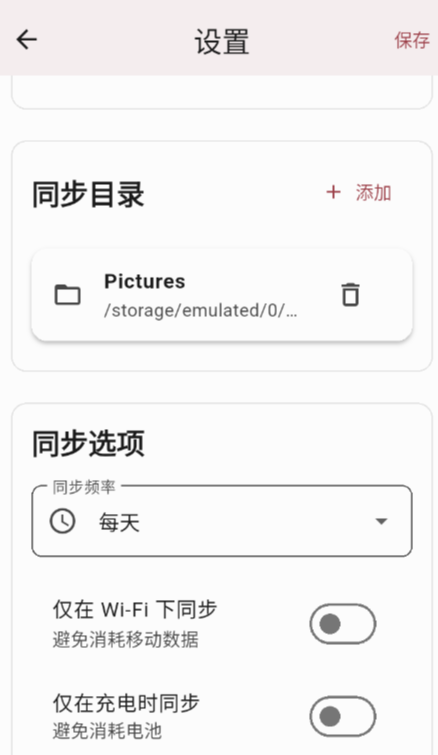 设置
保存
同步目录
+ 添加
Pictures
/storage/emulated/0/...
同步选项
同步频率
每天
仅在 Wi-Fi 下同步
避免消耗移动数据
仅在充电时同步
避免消耗电池